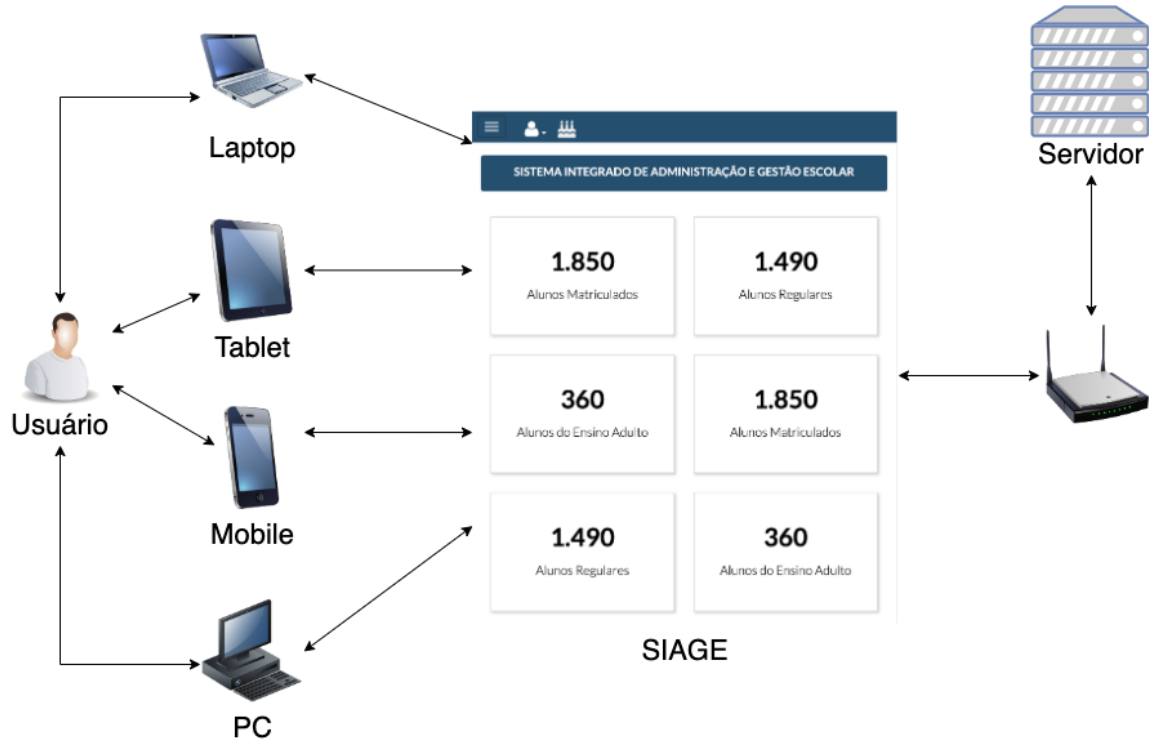 Laptop
Tablet
Usuário
Mobile
PC
SISTEMA INTEGRADO DE ADMINISTRAÇÃO E GESTÃO ESCOLAR
1.850
Alunos Matriculados
1.490
Alunos Regulares
360
Alunos do Ensino Adulto
1.850
Alunos Matriculados
1.490
Alunos Regulares
360
Alunos do Ensino Adulto
SIAGE
Servidor